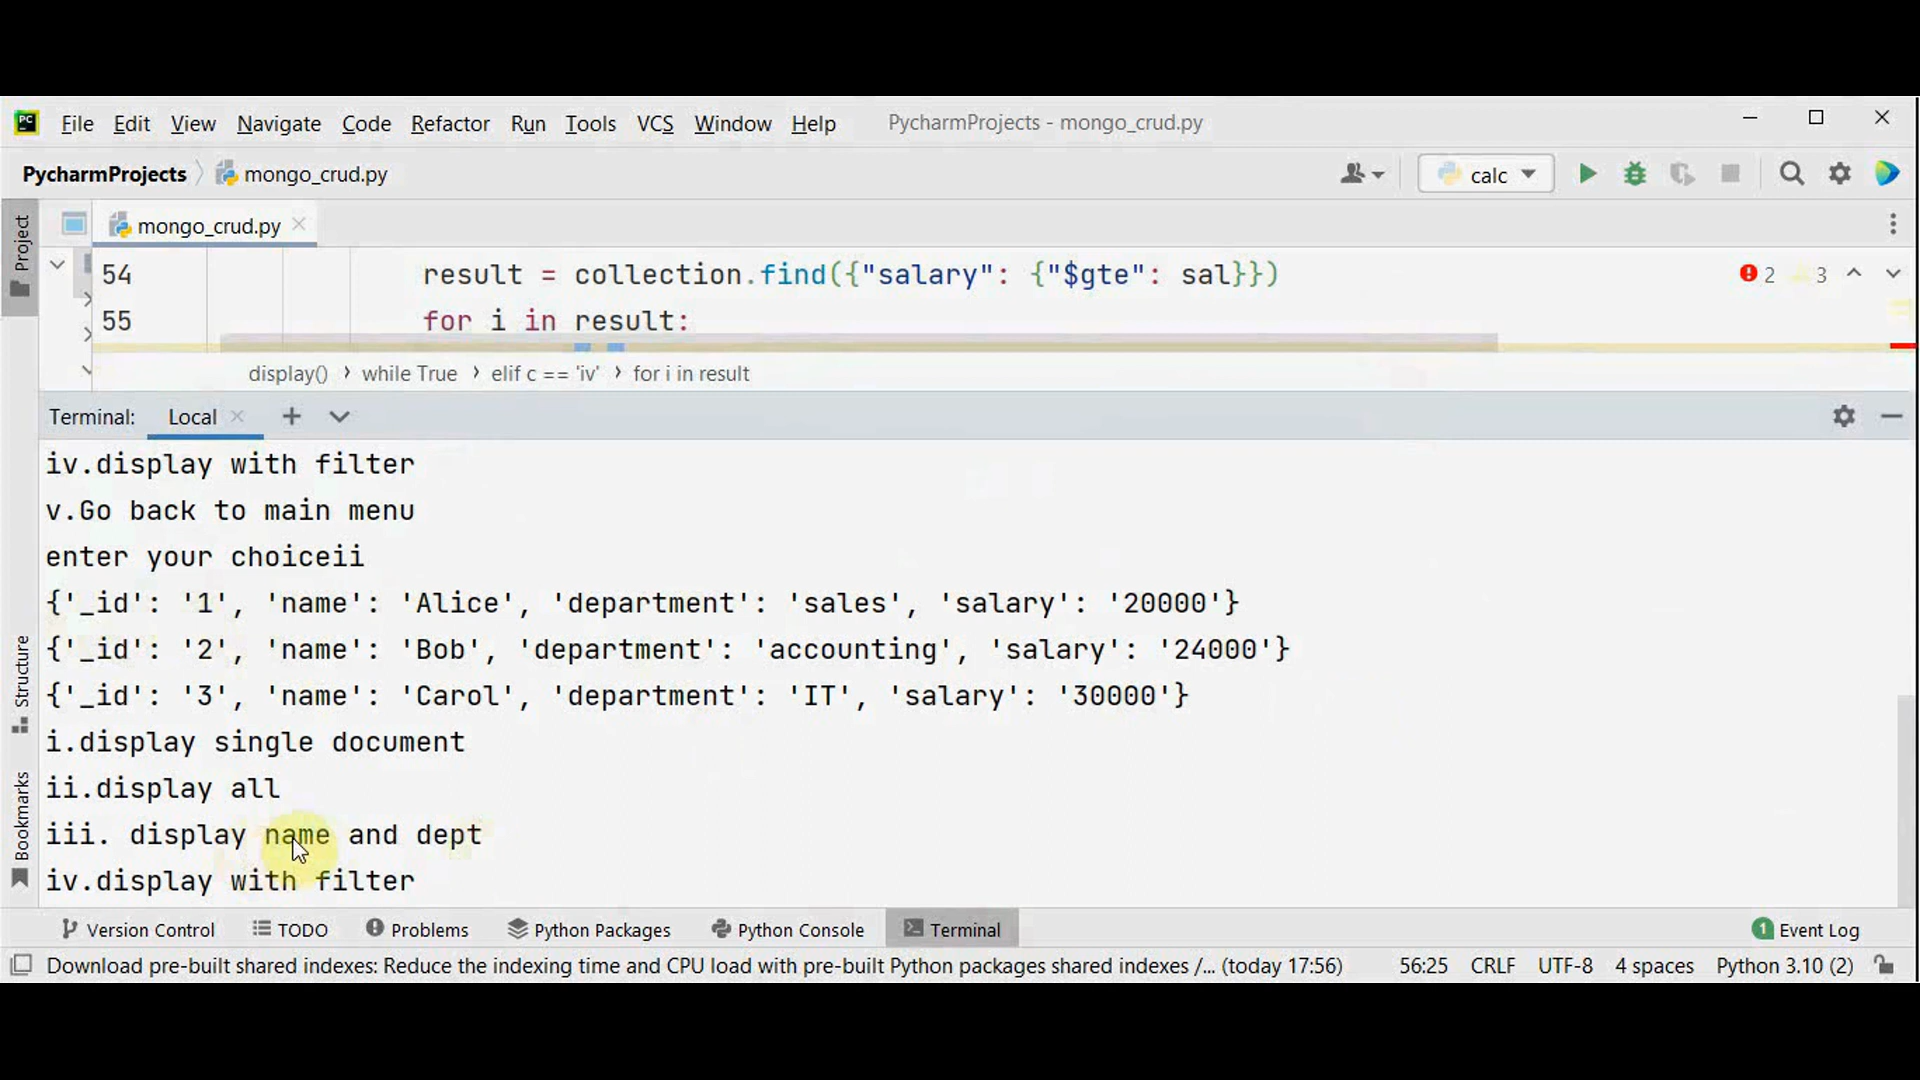 PC File Edit View Navigate Code Refactor Run Tools VCS Window Help PycharmProjects - mongo_crud.py
PycharmProjects mongo_crud.py calc
Project
mongo_crud.py
54 result = collection.find({"salary": {"$gte": sal}}) 2 3
55 for i in result:
display() while True elif c == 'iv' for i in result
Terminal: Local
iv.display with filter
v.Go back to main menu
enter your choiceii
{'_id': '1', 'name': 'Alice', 'department': 'sales', 'salary': '20000'}
{'_id': '2', 'name': 'Bob', 'department': 'accounting', 'salary': '24000'}
{'_id': '3', 'name': 'Carol', 'department': 'IT', 'salary': '30000'}
i.display single document
ii.display all
iii. display name and dept
iv.display with filter
Structure
Bookmarks
Version Control TODO Problems Python Packages Python Console Terminal 1 Event Log
Download pre-built shared indexes: Reduce the indexing time and CPU load with pre-built Python packages shared indexes /... (today 17:56) 56:25 CRLF UTF-8 4 spaces Python 3.10 (2)